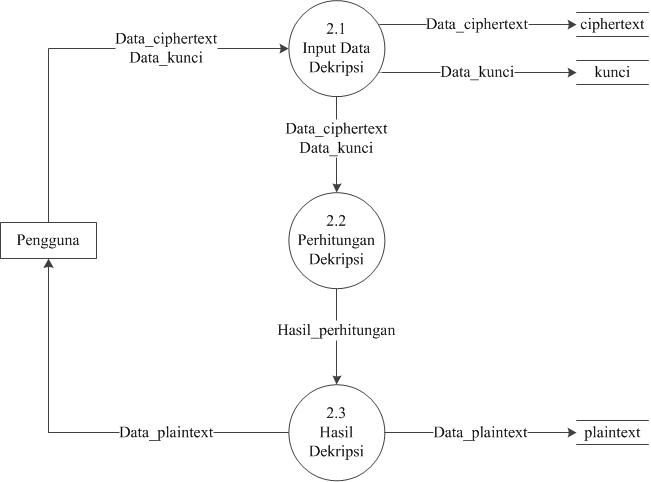 2.1
Input Data
Dekripsi
Data_ciphertext
ciphertext
Data_ciphertext
Data_kunci
Data_kunci
kunci
Data_ciphertext
Data_kunci
Pengguna
2.2
Perhitungan
Dekripsi
Hasil_perhitungan
2.3
Hasil
Dekripsi
Data_plaintext
Data_plaintext
plaintext